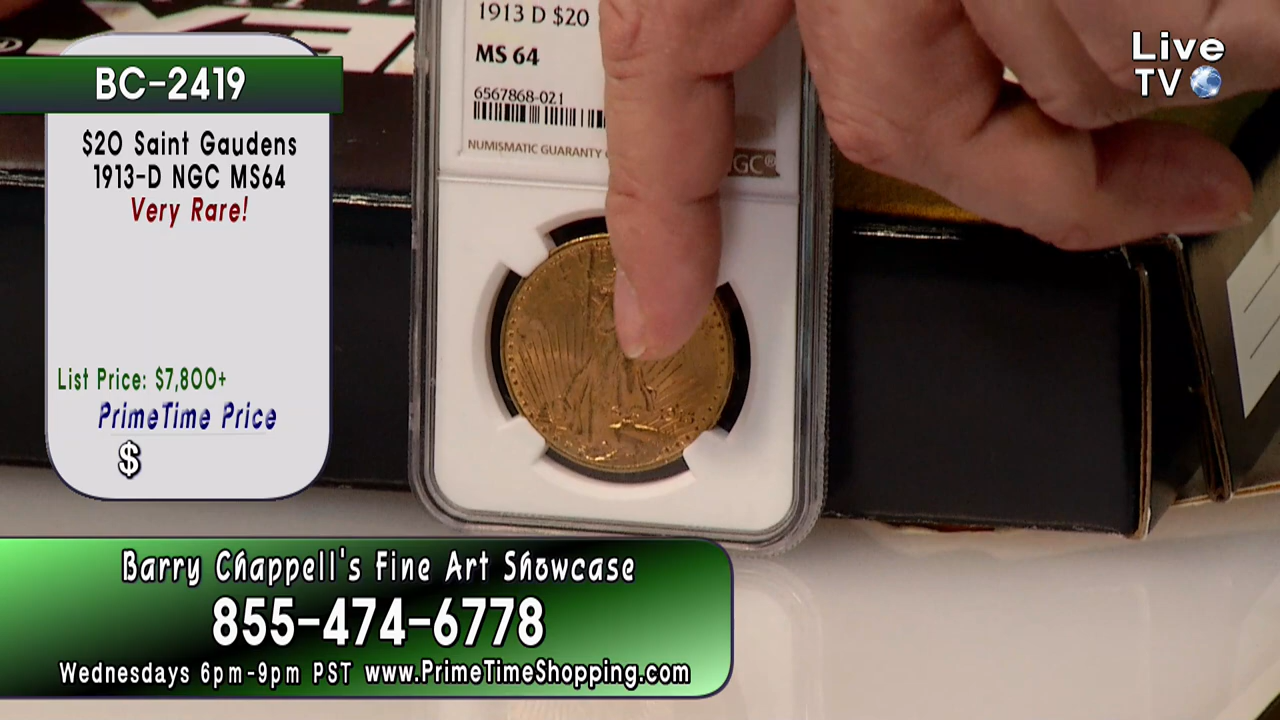 1913 D $20
MS 64
6567868-021
NUMISMATIC GUARANTY
NGC®
Live
TV
BC-2419
$20 Saint Gaudens
1913-D NGC MS64
Very Rare!
List Price: $7,800+
PrimeTime Price
$
Barry Chappell's Fine Art Showcase
855-474-6778
Wednesdays 6pm-9pm PST www.PrimeTimeShopping.com